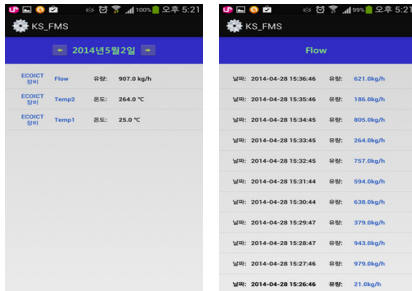 100% 오후 5:21
KS_FMS
2014년5월2일
ECOICT 장비 Flow 유량: 907.0 kg/h
ECOICT 장비 Temp2 온도: 264.0 ℃
ECOICT 장비 Temp1 온도: 25.0 ℃
99% 오후 5:21
KS_FMS
Flow
날짜: 2014-04-28 15:36:46 유량: 621.0kg/h
날짜: 2014-04-28 15:35:46 유량: 186.0kg/h
날짜: 2014-04-28 15:34:45 유량: 805.0kg/h
날짜: 2014-04-28 15:33:45 유량: 264.0kg/h
날짜: 2014-04-28 15:32:45 유량: 757.0kg/h
날짜: 2014-04-28 15:31:44 유량: 594.0kg/h
날짜: 2014-04-28 15:30:44 유량: 638.0kg/h
날짜: 2014-04-28 15:29:47 유량: 379.0kg/h
날짜: 2014-04-28 15:28:47 유량: 943.0kg/h
날짜: 2014-04-28 15:27:46 유량: 979.0kg/h
날짜: 2014-04-28 15:26:46 유량: 21.0kg/h